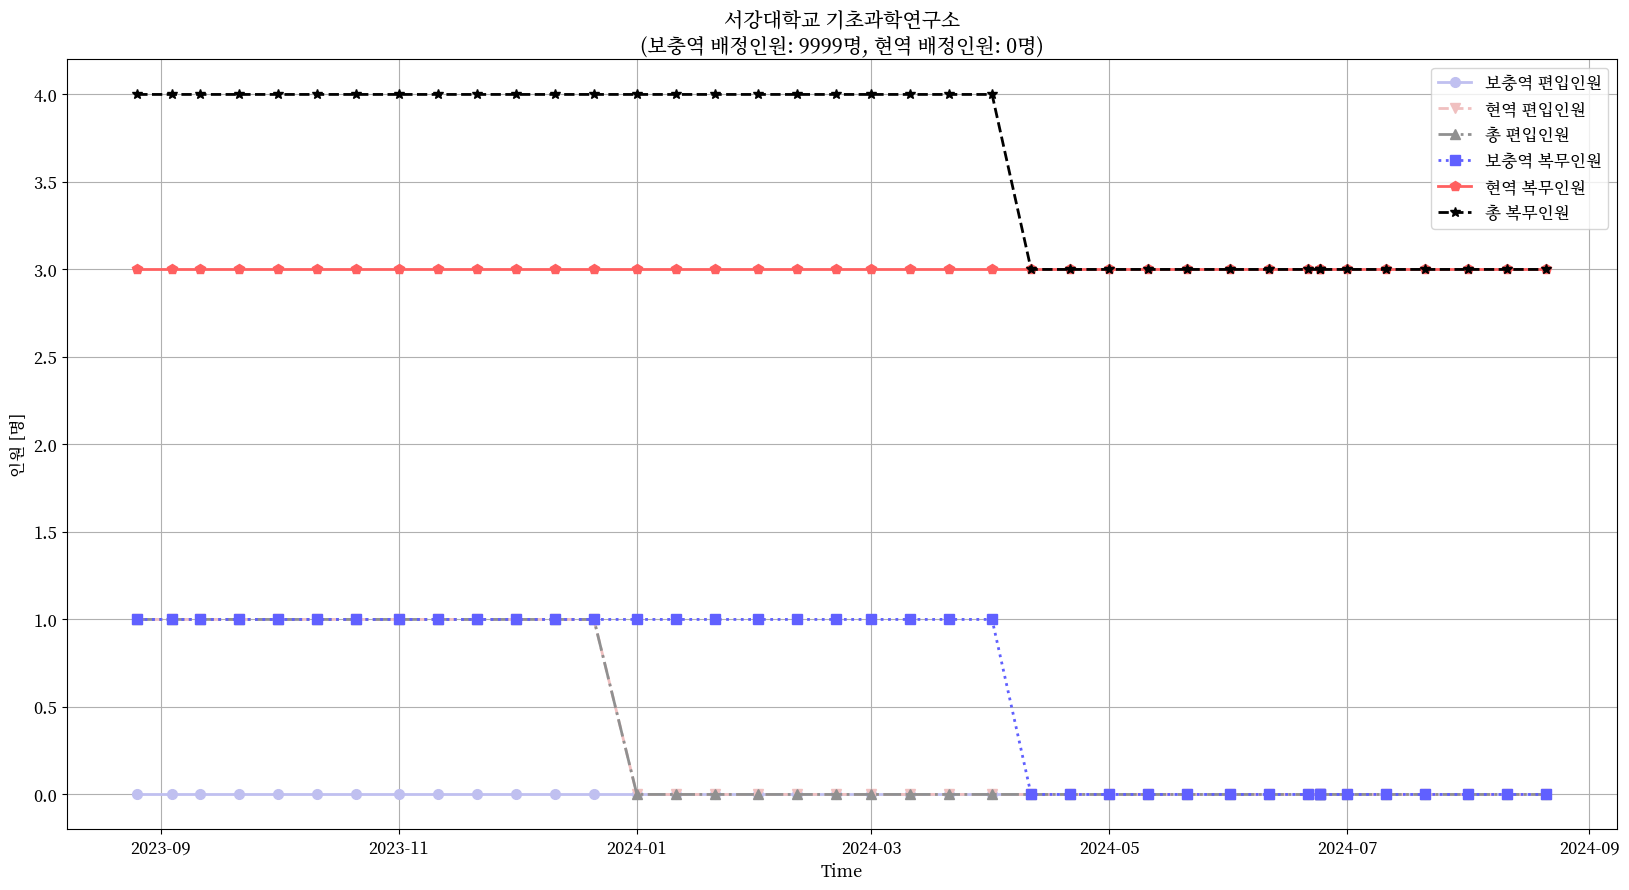 서강대학교 기초과학연구소
(보충역 배정인원: 9999명, 현역 배정인원: 0명)
보충역 편입인원
현역 편입인원
총 편입인원
보충역 복무인원
현역 복무인원
총 복무인원
4.0
3.5
3.0
2.5
2.0
1.5
1.0
0.5
0.0
인원 [명]
2023-09 2023-11 2024-01 2024-03 2024-05 2024-07 2024-09
Time